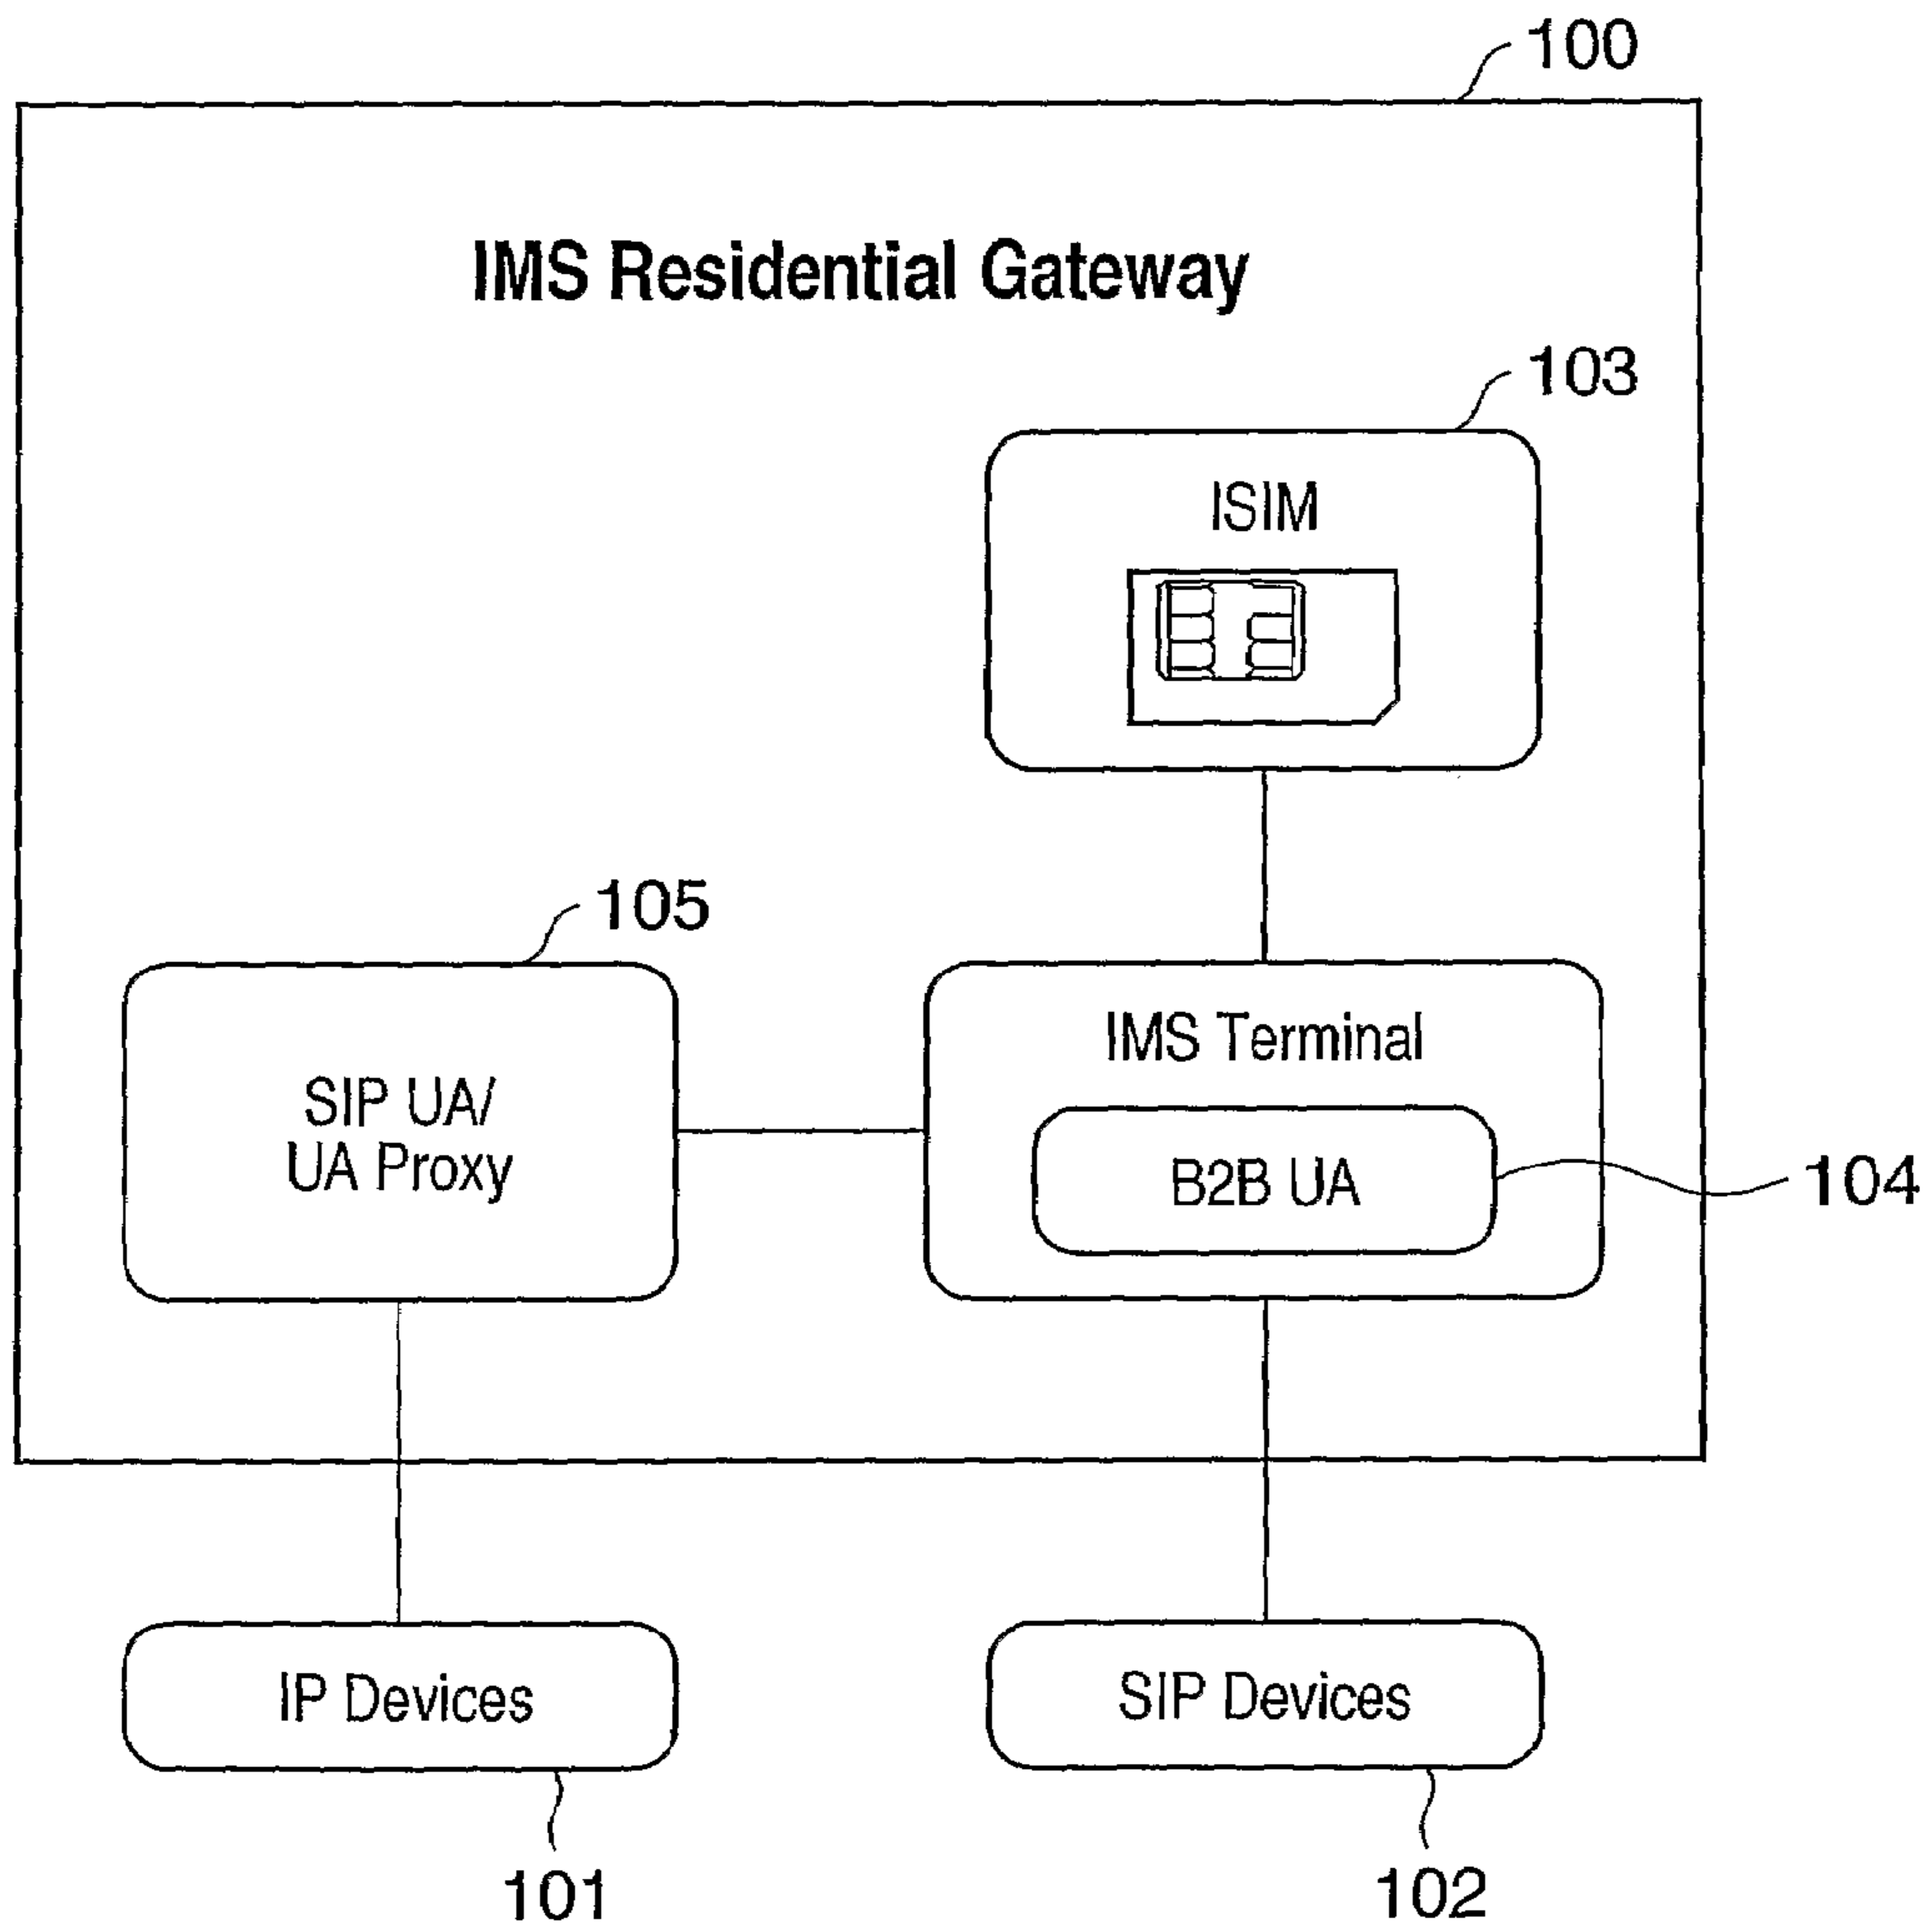 100
IMS Residential Gateway
103
ISIM
105
SIP UA/
UA Proxy
IMS Terminal
B2B UA
104
IP Devices
SIP Devices
101
102